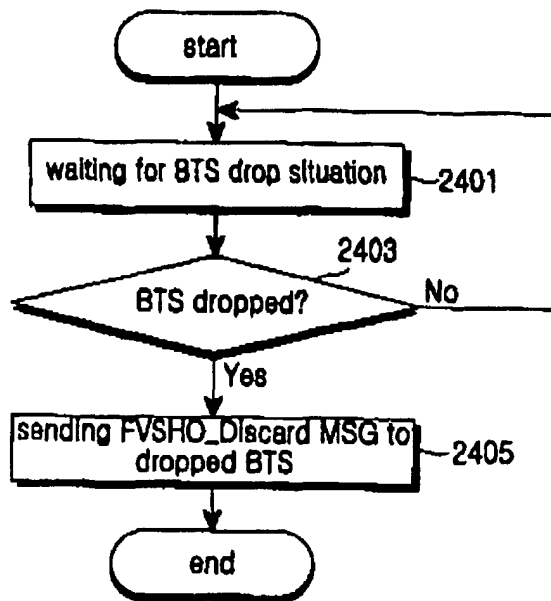 start
waiting for BTS drop situation
2401
2403
BTS dropped?
No
Yes
sending FVSHO_Discard MSG to
dropped BTS
2405
end